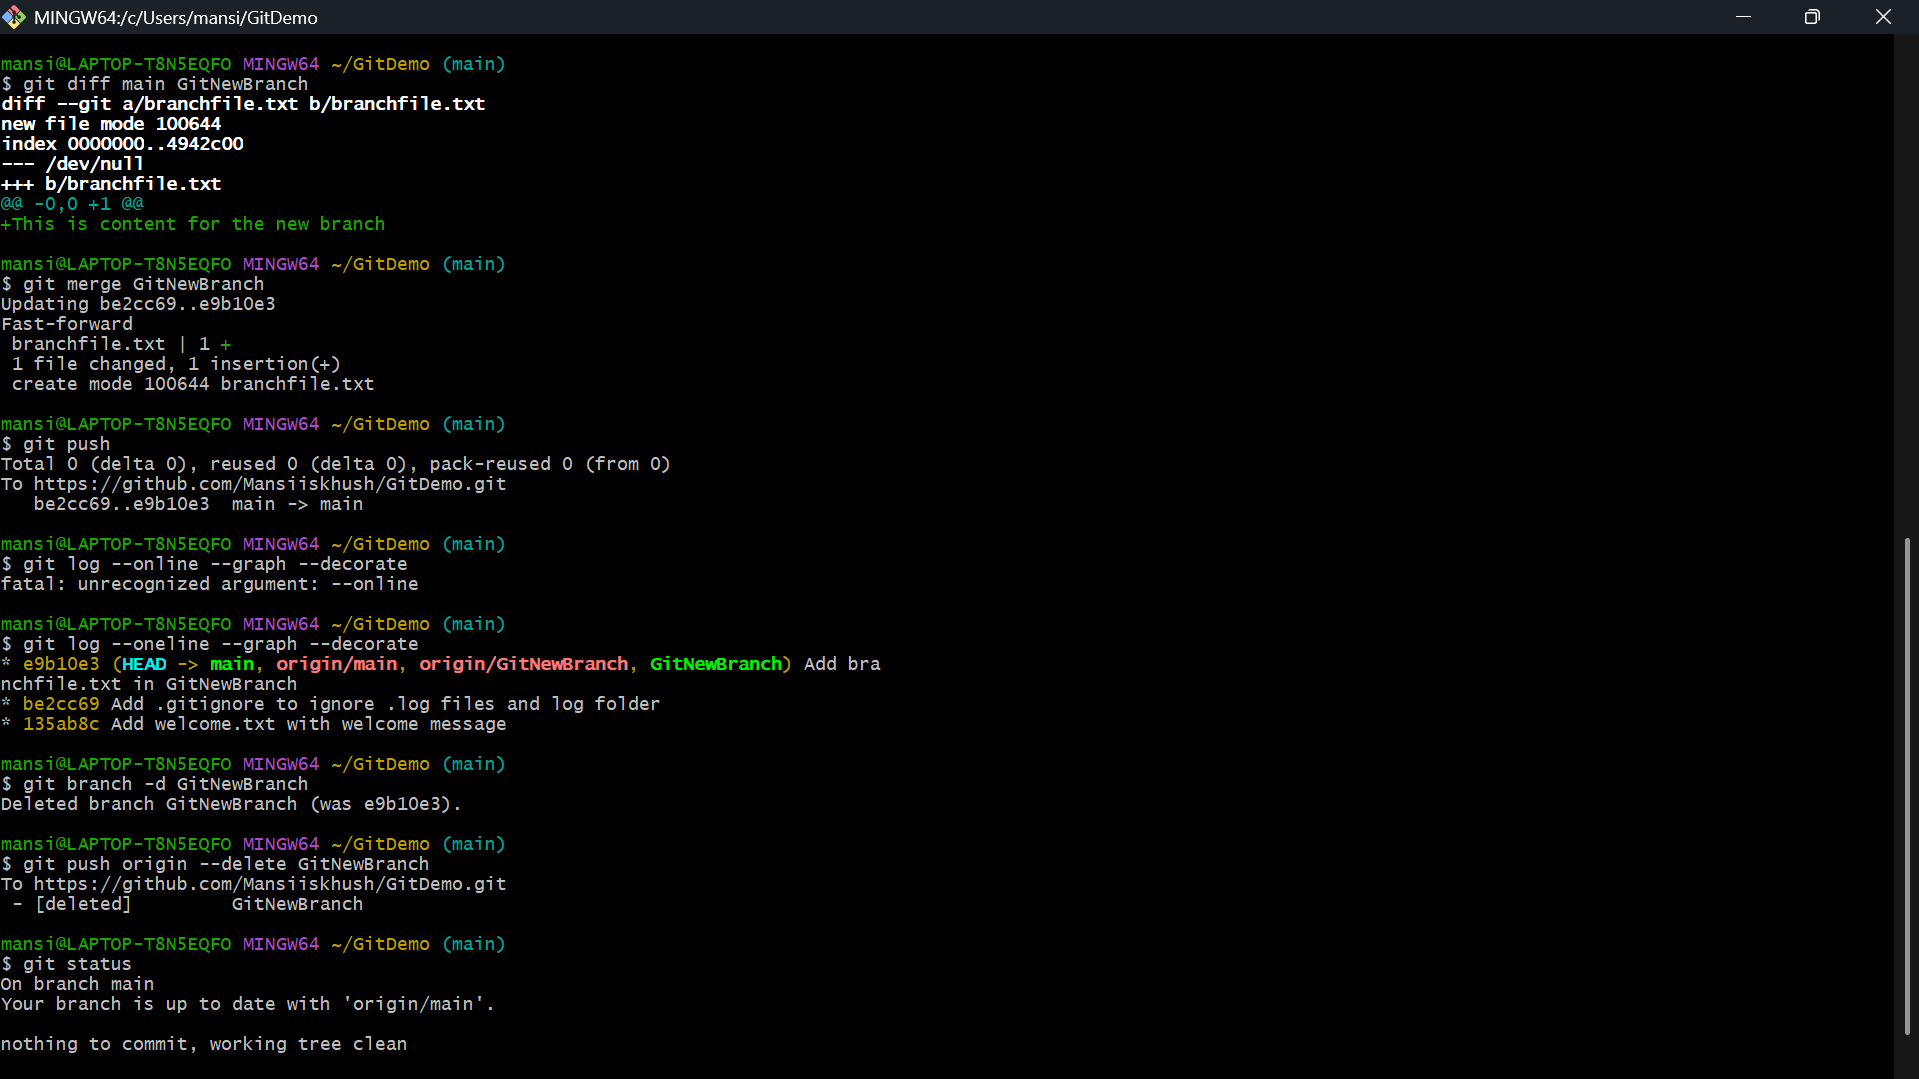 MINGW64:/c/Users/mansi/GitDemo
mansi@LAPTOP-T8N5EQFO MINGW64 ~/GitDemo (main)
$ git diff main GitNewBranch
diff --git a/branchfile.txt b/branchfile.txt
new file mode 100644
index 0000000..4942c00
--- /dev/null
+++ b/branchfile.txt
@@ -0,0 +1 @@
+This is content for the new branch
mansi@LAPTOP-T8N5EQFO MINGW64 ~/GitDemo (main)
$ git merge GitNewBranch
Updating be2cc69..e9b10e3
Fast-forward
 branchfile.txt | 1 +
 1 file changed, 1 insertion(+)
 create mode 100644 branchfile.txt
mansi@LAPTOP-T8N5EQFO MINGW64 ~/GitDemo (main)
$ git push
Total 0 (delta 0), reused 0 (delta 0), pack-reused 0 (from 0)
To https://github.com/Mansiiskhush/GitDemo.git
   be2cc69..e9b10e3  main -> main
mansi@LAPTOP-T8N5EQFO MINGW64 ~/GitDemo (main)
$ git log --online --graph --decorate
fatal: unrecognized argument: --online
mansi@LAPTOP-T8N5EQFO MINGW64 ~/GitDemo (main)
$ git log --oneline --graph --decorate
* e9b10e3 (HEAD -> main, origin/main, origin/GitNewBranch, GitNewBranch) Add bra
nchfile.txt in GitNewBranch
* be2cc69 Add .gitignore to ignore .log files and log folder
* 135ab8c Add welcome.txt with welcome message
mansi@LAPTOP-T8N5EQFO MINGW64 ~/GitDemo (main)
$ git branch -d GitNewBranch
Deleted branch GitNewBranch (was e9b10e3).
mansi@LAPTOP-T8N5EQFO MINGW64 ~/GitDemo (main)
$ git push origin --delete GitNewBranch
To https://github.com/Mansiiskhush/GitDemo.git
 - [deleted]         GitNewBranch
mansi@LAPTOP-T8N5EQFO MINGW64 ~/GitDemo (main)
$ git status
On branch main
Your branch is up to date with 'origin/main'.
nothing to commit, working tree clean